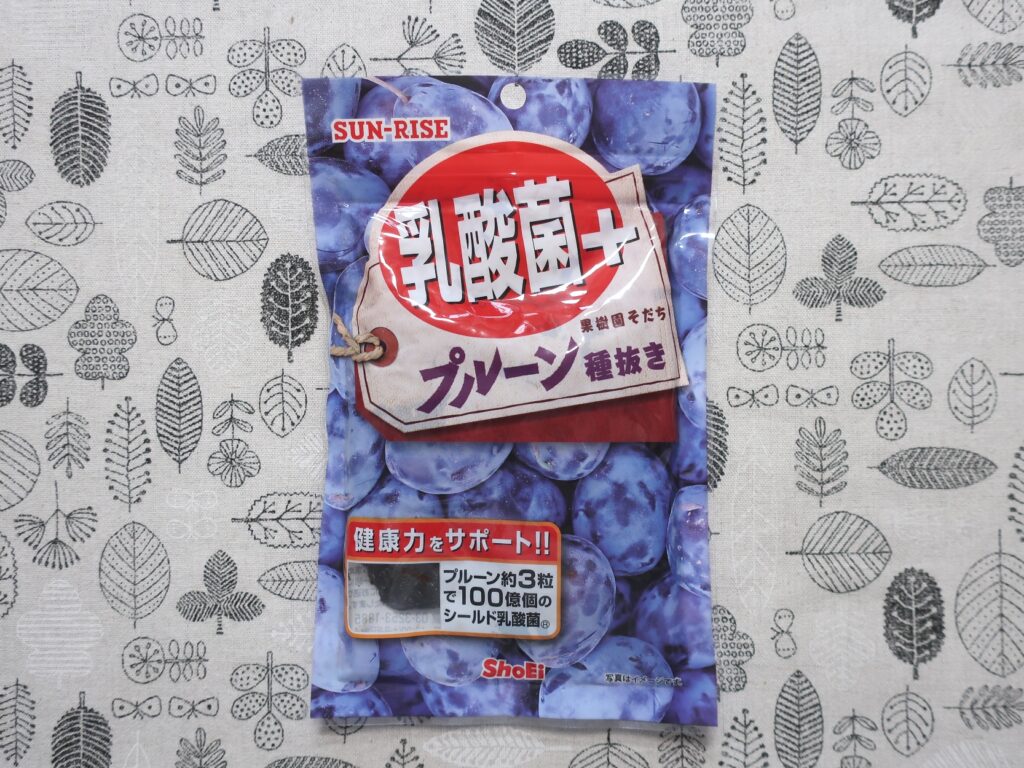 SUN-RISE
乳酸菌+
果樹園そだち
プルーン 種抜き
健康力をサポート!!
プルーン約3粒
で100億個の
シールド乳酸菌®
ShoEi
写真はイメージです。